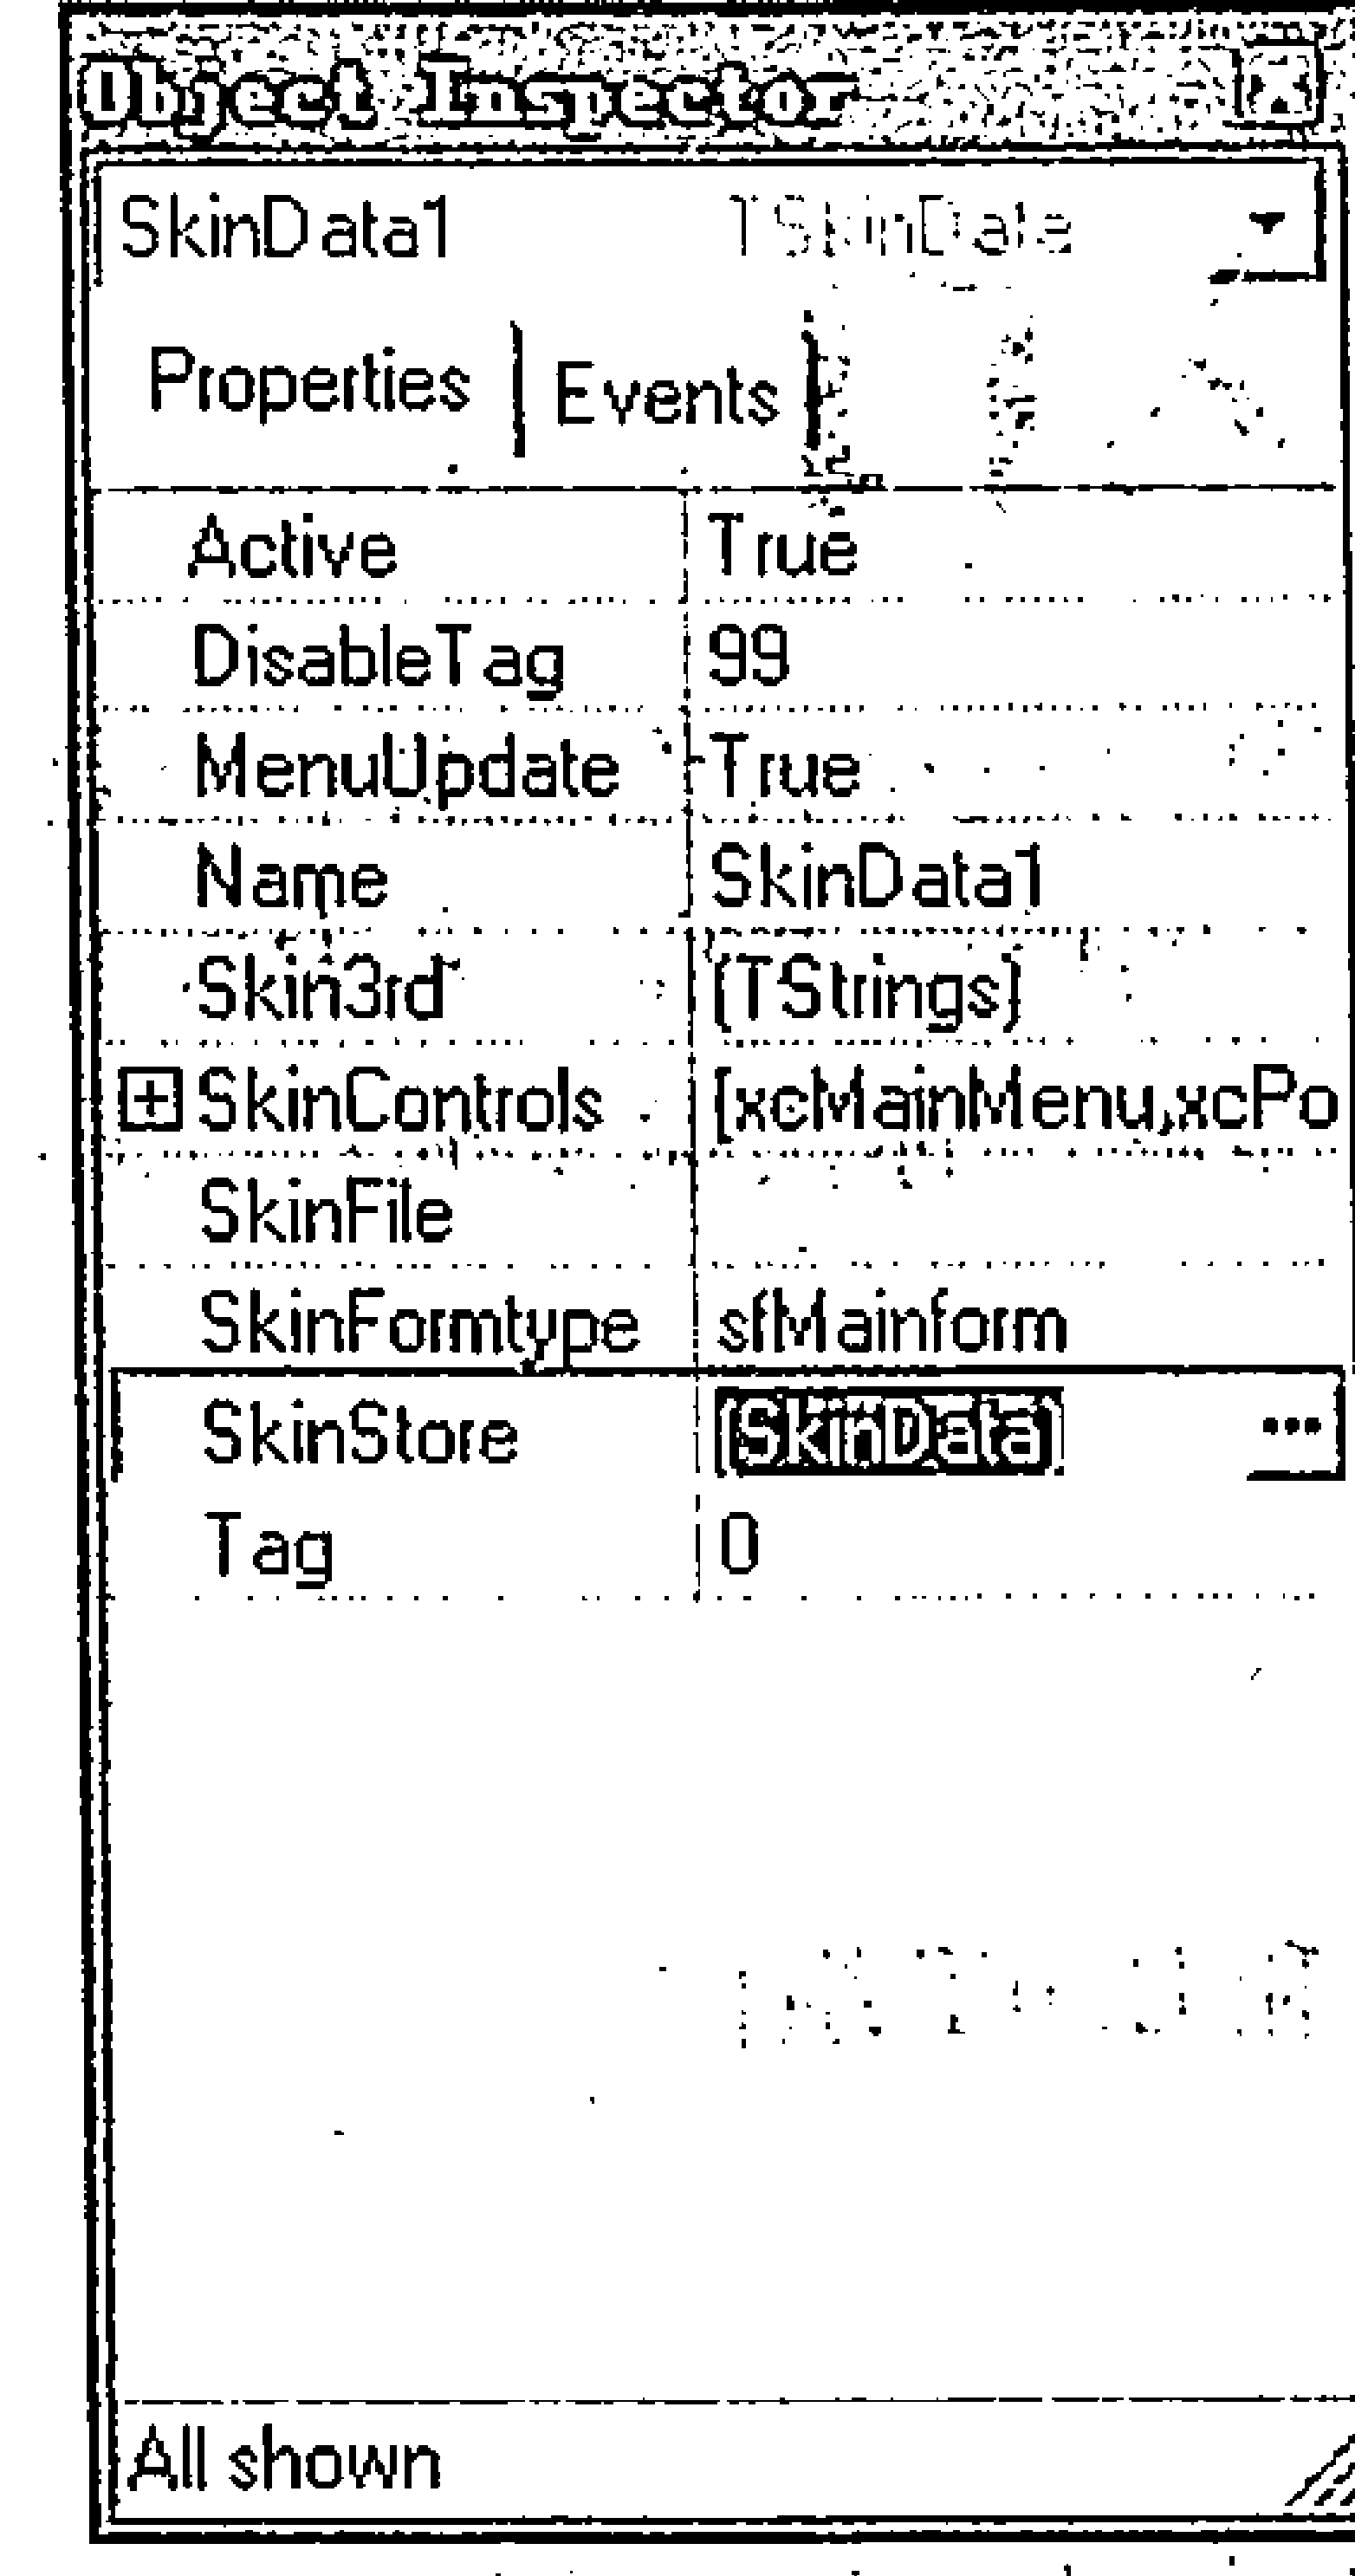 Object Inspector
SkinData1 TSkinData
Properties Events
Active True
DisableTag 99
MenuUpdate True
Name SkinData1
Skin3rd (TStrings)
SkinControls [xcMainMenu,xcPo
SkinFile
SkinFormtype sfMainform
SkinStore (SkinData) ...
Tag 0
All shown